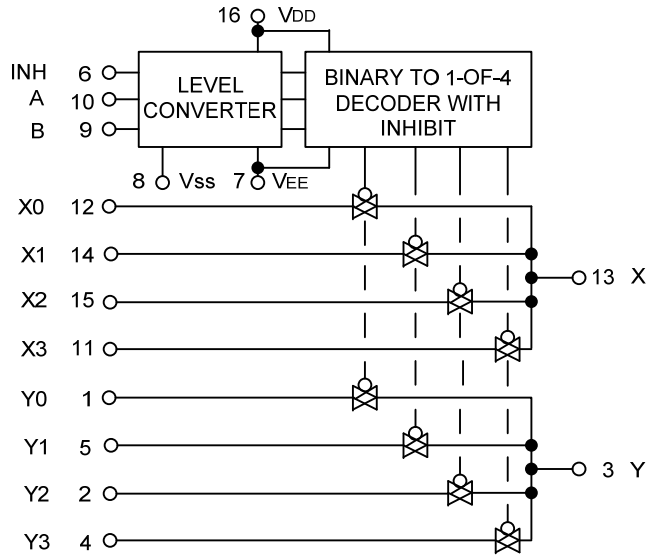 16 VDD
INH 6
A 10
B 9
LEVEL
CONVERTER
BINARY TO 1-OF-4
DECODER WITH
INHIBIT
8 Vss
7 VEE
X0 12
X1 14
X2 15
X3 11
13 X
Y0 1
Y1 5
Y2 2
Y3 4
3 Y